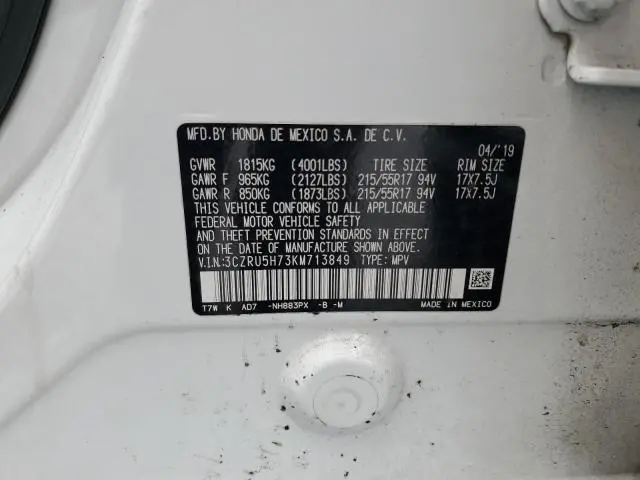 MFD.BY HONDA DE MEXICO S.A. DE C.V.
04/'19
GVWR 1815KG (4001LBS) TIRE SIZE RIM SIZE
GAWR F 965KG (2127LBS) 215/55R17 94V 17X7.5J
GAWR R 850KG (1873LBS) 215/55R17 94V 17X7.5J
THIS VEHICLE CONFORMS TO ALL APPLICABLE
FEDERAL MOTOR VEHICLE SAFETY
AND THEFT PREVENTION STANDARDS IN EFFECT
ON THE DATE OF MANUFACTURE SHOWN ABOVE.
V.I.N:3CZRU5H73KM713849 TYPE: MPV
T7W K AD7 -NH883PX -B -M MADE IN MEXICO